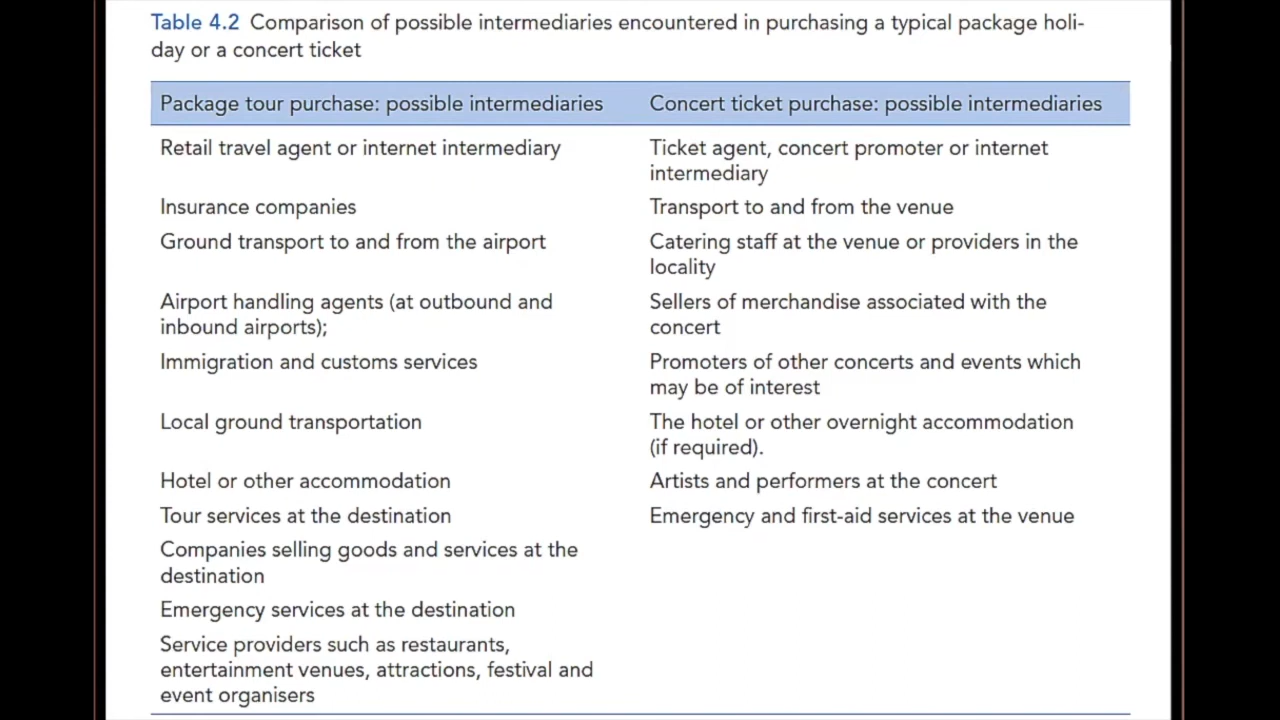 Table 4.2 Comparison of possible intermediaries encountered in purchasing a typical package holi-
day or a concert ticket
Package tour purchase: possible intermediaries Concert ticket purchase: possible intermediaries
Retail travel agent or internet intermediary Ticket agent, concert promoter or internet
intermediary
Insurance companies Transport to and from the venue
Ground transport to and from the airport Catering staff at the venue or providers in the
locality
Airport handling agents (at outbound and Sellers of merchandise associated with the
inbound airports); concert
Immigration and customs services Promoters of other concerts and events which
may be of interest
Local ground transportation The hotel or other overnight accommodation
(if required).
Hotel or other accommodation Artists and performers at the concert
Tour services at the destination Emergency and first-aid services at the venue
Companies selling goods and services at the
destination
Emergency services at the destination
Service providers such as restaurants,
entertainment venues, attractions, festival and
event organisers